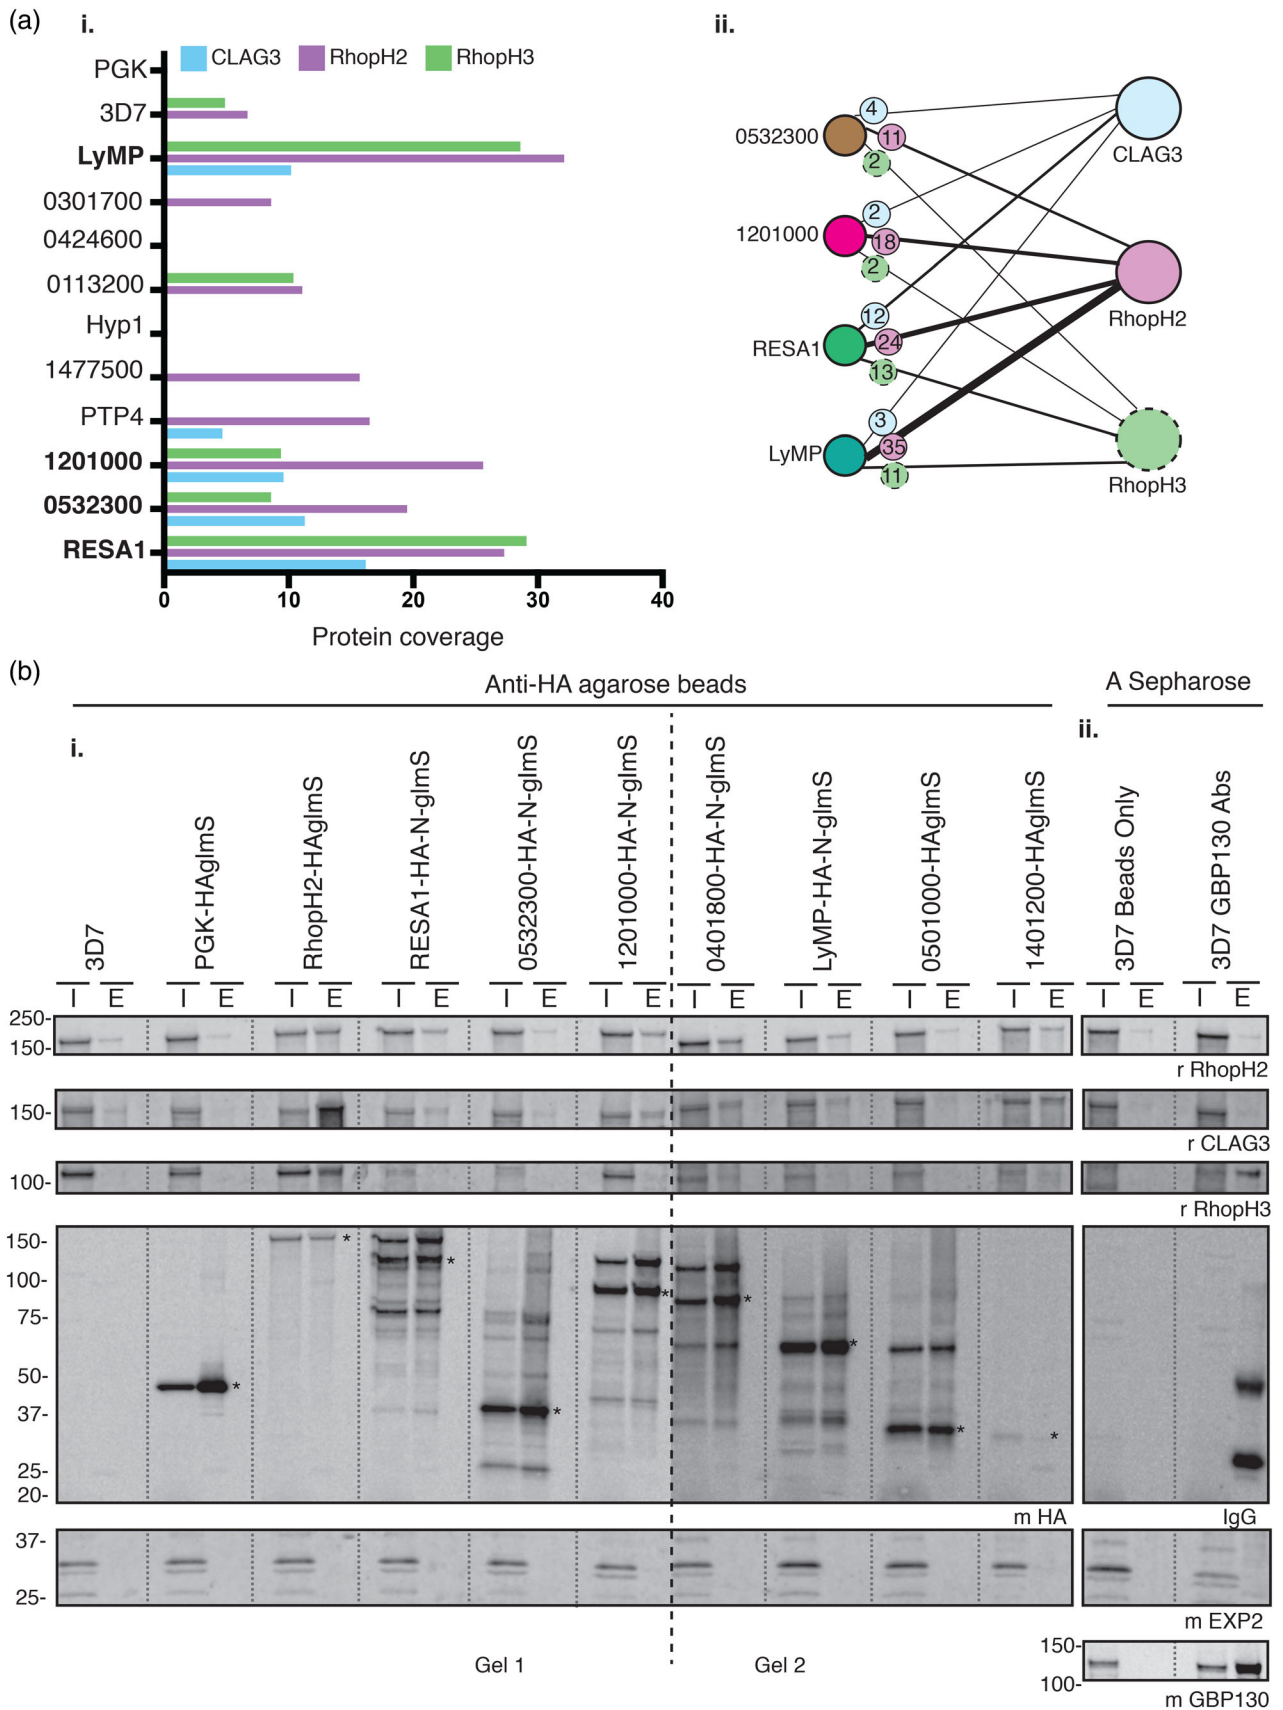 (a)
i.
CLAG3
RhopH2
RhopH3
PGK
3D7
LyMP
0301700
0424600
0113200
Hyp1
1477500
PTP4
1201000
0532300
RESA1
0 10 20 30 40
Protein coverage
ii.
0532300
4
11
2
1201000
2
18
2
RESA1
12
24
13
LyMP
3
35
11
CLAG3
RhopH2
RhopH3
(b)
Anti-HA agarose beads
A Sepharose
i.
ii.
3D7
PGK-HAglmS
RhopH2-HAglmS
RESA1-HA-N-glmS
0532300-HA-N-glmS
1201000-HA-N-glmS
0401800-HA-N-glmS
LyMP-HA-N-glmS
0501000-HAglmS
1401200-HAglmS
3D7 Beads Only
3D7 GBP130 Abs
I E I E I E I E I E I E I E I E I E I E I E I E
250-
150-
r RhopH2
150-
r CLAG3
100-
r RhopH3
150-
100-
75-
50-
37-
25-
20-
* * * * * * * * *
m HA
IgG
37-
25-
m EXP2
Gel 1
Gel 2
150-
100-
m GBP130